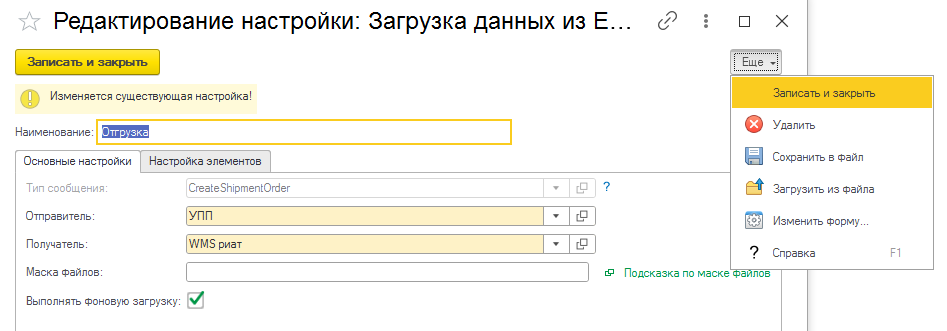 Редактирование настройки: Загрузка данных из Е...
Записать и закрыть
Еще
Изменяется существующая настройка!
Записать и закрыть
Удалить
Наименование: Отгрузка
Сохранить в файл
Основные настройки Настройка элементов
Загрузить из файла
Тип сообщения: CreateShipmentOrder ?
Отправитель: УПП
Изменить форму...
Получатель: WMS риат
? Справка F1
Маска файлов: Подсказка по маске файлов
Выполнять фоновую загрузку: